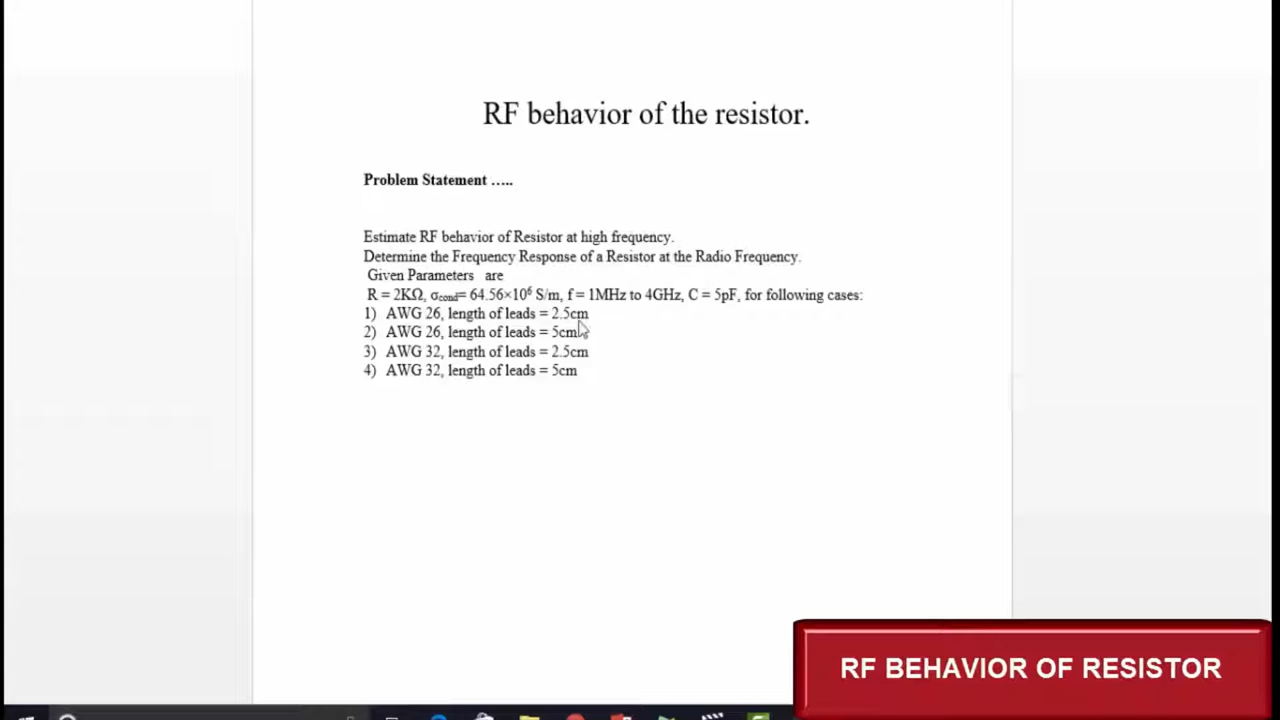 RF behavior of the resistor.
Problem Statement …..
Estimate RF behavior of Resistor at high frequency.
Determine the Frequency Response of a Resistor at the Radio Frequency.
Given Parameters are
R = 2KΩ, σcond= 64.56×10⁶ S/m, f = 1MHz to 4GHz, C = 5pF, for following cases:
1) AWG 26, length of leads = 2.5cm
2) AWG 26, length of leads = 5cm
3) AWG 32, length of leads = 2.5cm
4) AWG 32, length of leads = 5cm
RF BEHAVIOR OF RESISTOR